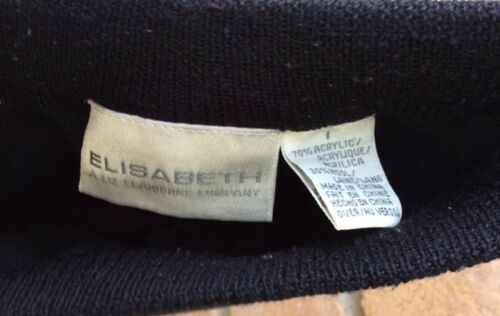 ELISABETH
A LIZ CLAIBORNE COMPANY
1
70% ACRYLIC/
ACRYLIQUE/
ACRILICA
30% WOOL/
LAINE/LANA
MADE IN CHINA
FAIT EN CHINE
HECHO EN CHINA
OVER/AU VERSO/